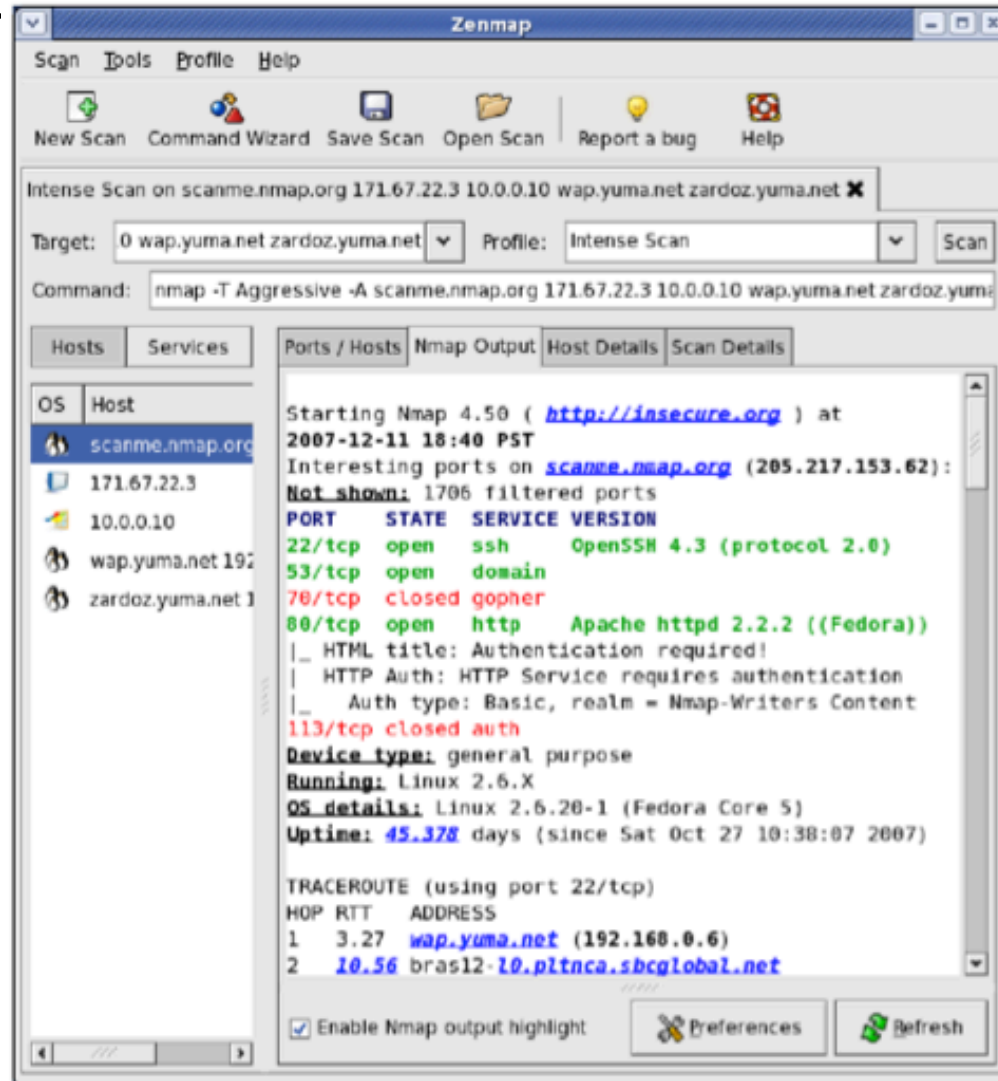 Zenmap
Scan Tools Profile Help
New Scan Command Wizard Save Scan Open Scan Report a bug Help
Intense Scan on scanme.nmap.org 171.67.22.3 10.0.0.10 wap.yuma.net zardoz.yuma.net
Target: .0 wap.yuma.net zardoz.yuma.net Profile: Intense Scan Scan
Command: nmap -T Aggressive -A scanme.nmap.org 171.67.22.3 10.0.0.10 wap.yuma.net zardoz.yuma
Hosts Services
Ports / Hosts Nmap Output Host Details Scan Details
OS Host
scanme.nmap.org
171.67.22.3
10.0.0.10
wap.yuma.net 192
zardoz.yuma.net 1
Starting Nmap 4.50 ( http://insecure.org ) at
2007-12-11 18:40 PST
Interesting ports on scanme.nmap.org (205.217.153.62):
Not shown: 1706 filtered ports
PORT STATE SERVICE VERSION
22/tcp open ssh OpenSSH 4.3 (protocol 2.0)
53/tcp open domain
70/tcp closed gopher
80/tcp open http Apache httpd 2.2.2 ((Fedora))
|_ HTML title: Authentication required!
| HTTP Auth: HTTP Service requires authentication
|_ Auth type: Basic, realm = Nmap-Writers Content
113/tcp closed auth
Device type: general purpose
Running: Linux 2.6.X
OS details: Linux 2.6.20-1 (Fedora Core 5)
Uptime: 45.378 days (since Sat Oct 27 10:38:07 2007)
TRACEROUTE (using port 22/tcp)
HOP RTT ADDRESS
1 3.27 wap.yuma.net (192.168.0.6)
2 10.56 bras12-l0.pltnca.sbcglobal.net
Enable Nmap output highlight Preferences Refresh